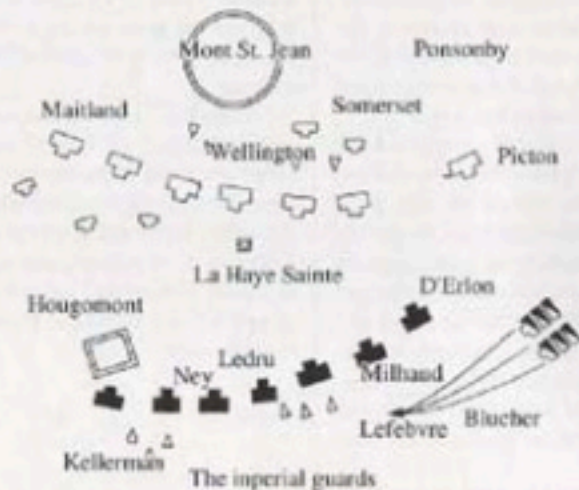 Mont St. Jean
Ponsonby
Maitland
Somerset
Wellington
Picton
La Haye Sainte
D'Erlon
Hougomont
Ledru
Ney
Milhaud
Lefebvre
Blucher
Kellerman
The inperial guards